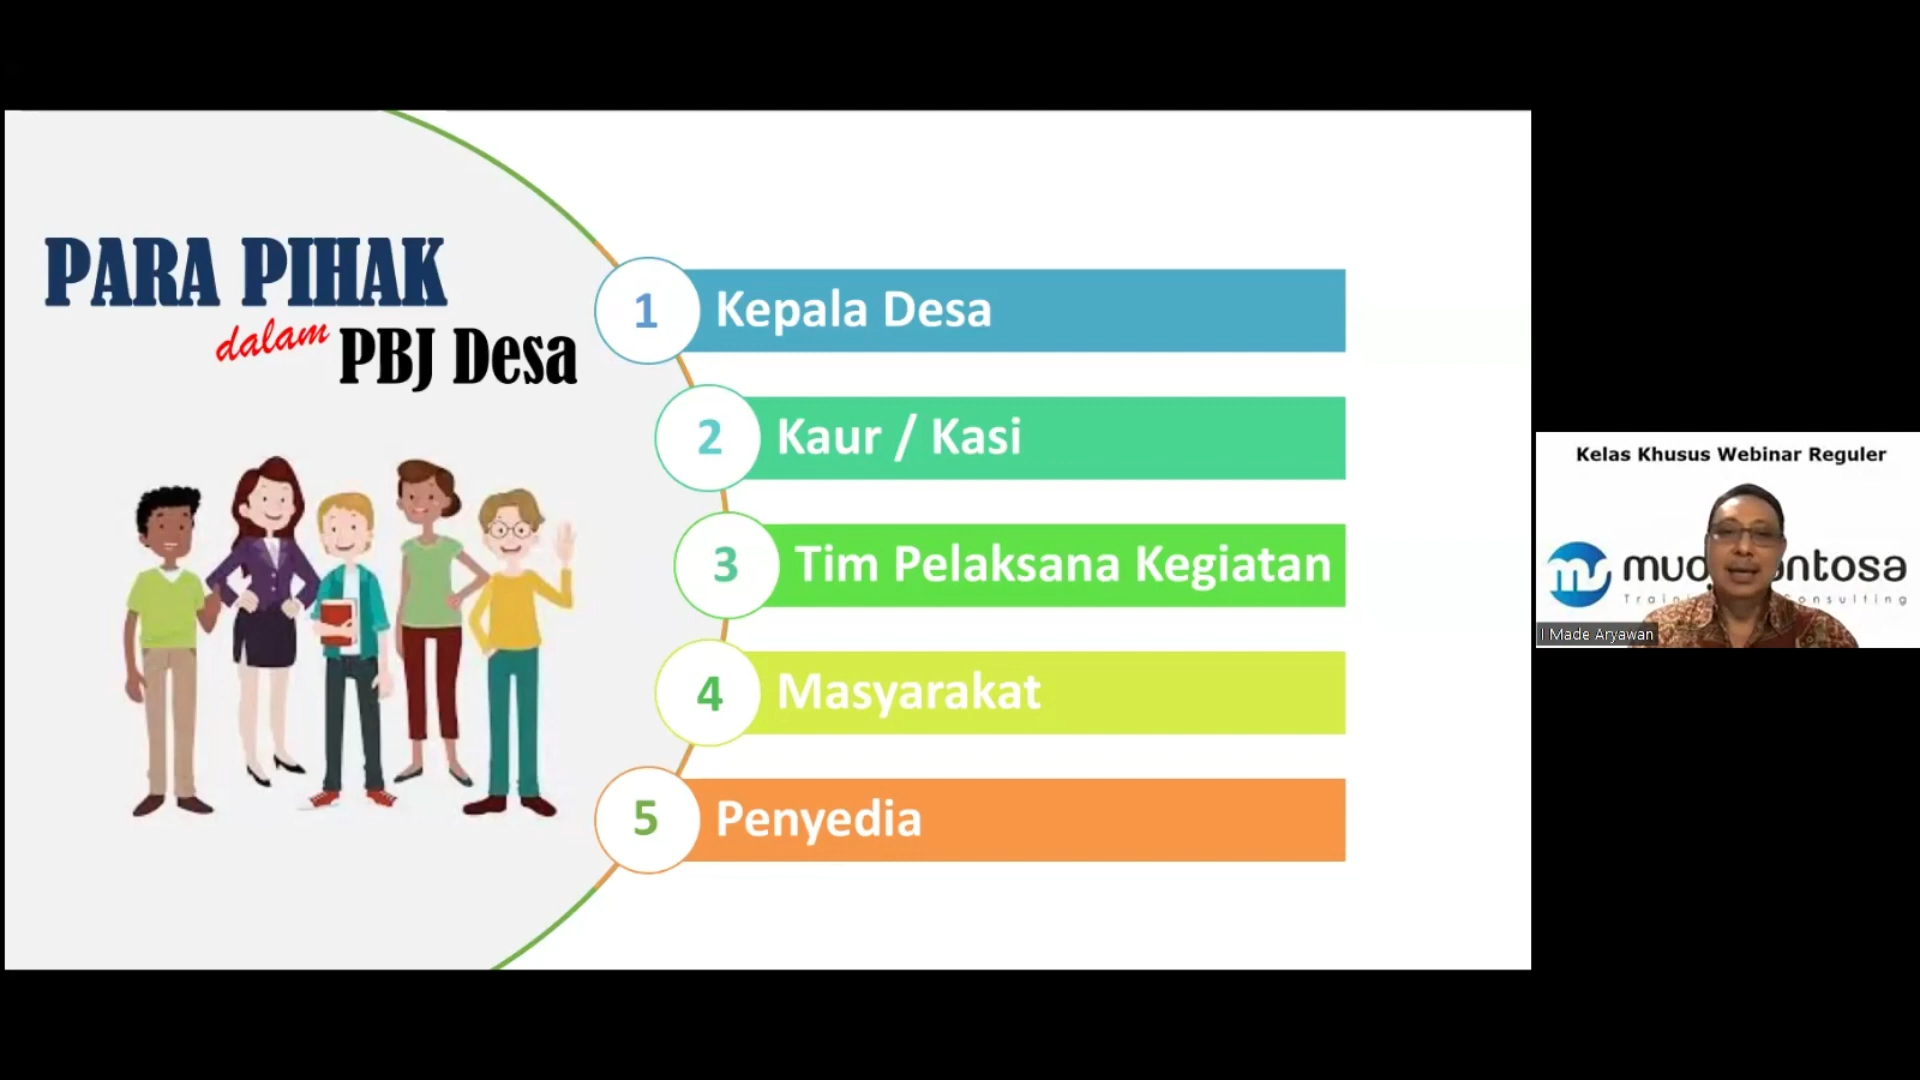 PARA PIHAK
dalam PBJ Desa
1 Kepala Desa
2 Kaur / Kasi
3 Tim Pelaksana Kegiatan
4 Masyarakat
5 Penyedia
Kelas Khusus Webinar Reguler
I Made Aryawan